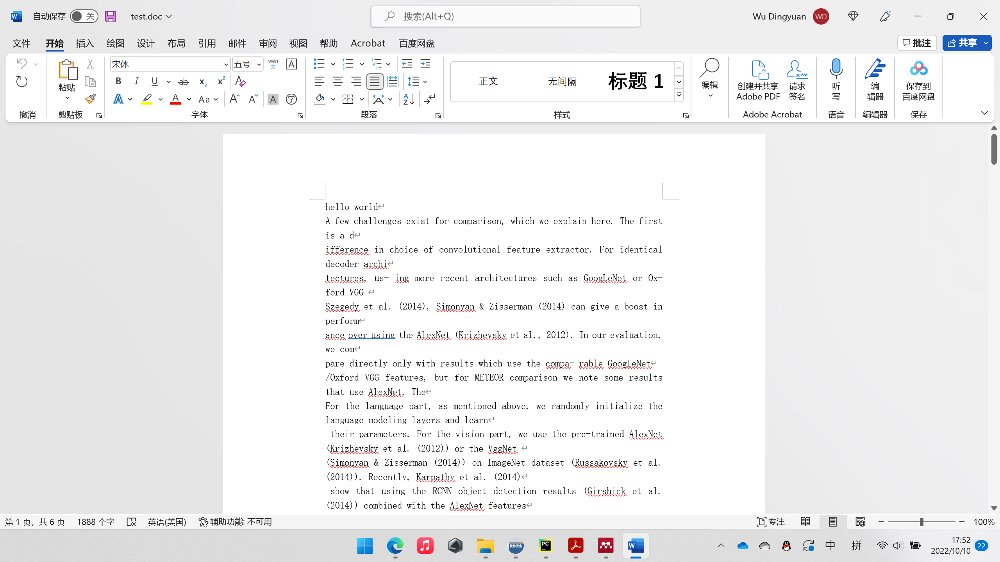 自动保存 关 test.doc 搜索(Alt+Q) Wu Dingyuan WD
文件 开始 插入 绘图 设计 布局 引用 邮件 审阅 视图 帮助 Acrobat 百度网盘 批注 共享
宋体 五号 wén 文 A
粘贴
B I U ab x₂ x² A
A A A Aa A A A 字
正文 无间隔 标题 1
编辑
创建并共享 Adobe PDF
请求 签名
听 写
编 辑器
保存到 百度网盘
撤消 剪贴板 字体 段落 样式 Adobe Acrobat 语音 编辑器 保存
hello world
A few challenges exist for comparison, which we explain here. The first
is a d
ifference in choice of convolutional feature extractor. For identical
decoder archi
tectures, us- ing more recent architectures such as GoogLeNet or Ox-
ford VGG
Szegedy et al. (2014), Simonyan & Zisserman (2014) can give a boost in
perform
ance over using the AlexNet (Krizhevsky et al., 2012). In our evaluation,
we com
pare directly only with results which use the compa- rable GoogLeNet
/Oxford VGG features, but for METEOR comparison we note some results
that use AlexNet. The
For the language part, as mentioned above, we randomly initialize the
language modeling layers and learn
their parameters. For the vision part, we use the pre-trained AlexNet
(Krizhevsky et al. (2012)) or the VggNet
(Simonyan & Zisserman (2014)) on ImageNet dataset (Russakovsky et al.
(2014)). Recently, Karpathy et al. (2014)
show that using the RCNN object detection results (Girshick et al.
(2014)) combined with the AlexNet features
第 1 页，共 6 页 1888 个字 英语(美国) 辅助功能: 不可用 专注 100%
软件安全 PC W 中 拼 17:52 22
2022/10/10